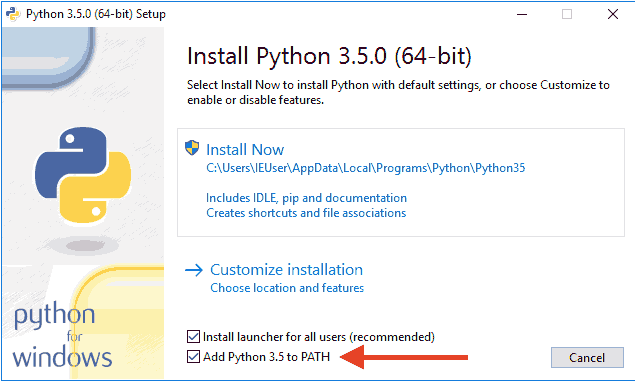 Python 3.5.0 (64-bit) Setup
Install Python 3.5.0 (64-bit)
Select Install Now to install Python with default settings, or choose Customize to
enable or disable features.
Install Now
C:\Users\IEUser\AppData\Local\Programs\Python\Python35
Includes IDLE, pip and documentation
Creates shortcuts and file associations
Customize installation
Choose location and features
python
for
windows
Install launcher for all users (recommended)
Add Python 3.5 to PATH
Cancel